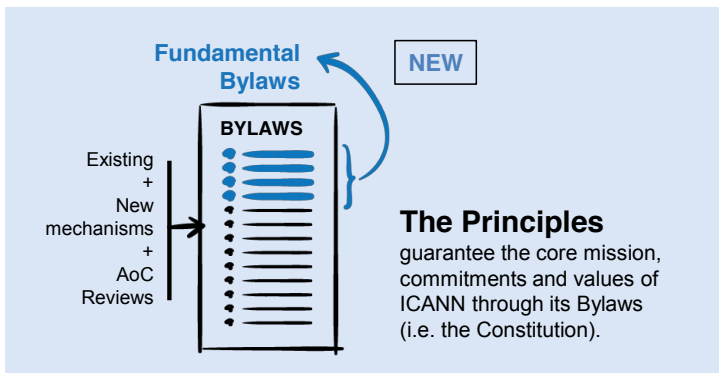 Fundamental
Bylaws
NEW
BYLAWS
Existing
+
New
mechanisms
+
AoC
Reviews
The Principles
guarantee the core mission,
commitments and values of
ICANN through its Bylaws
(i.e. the Constitution).